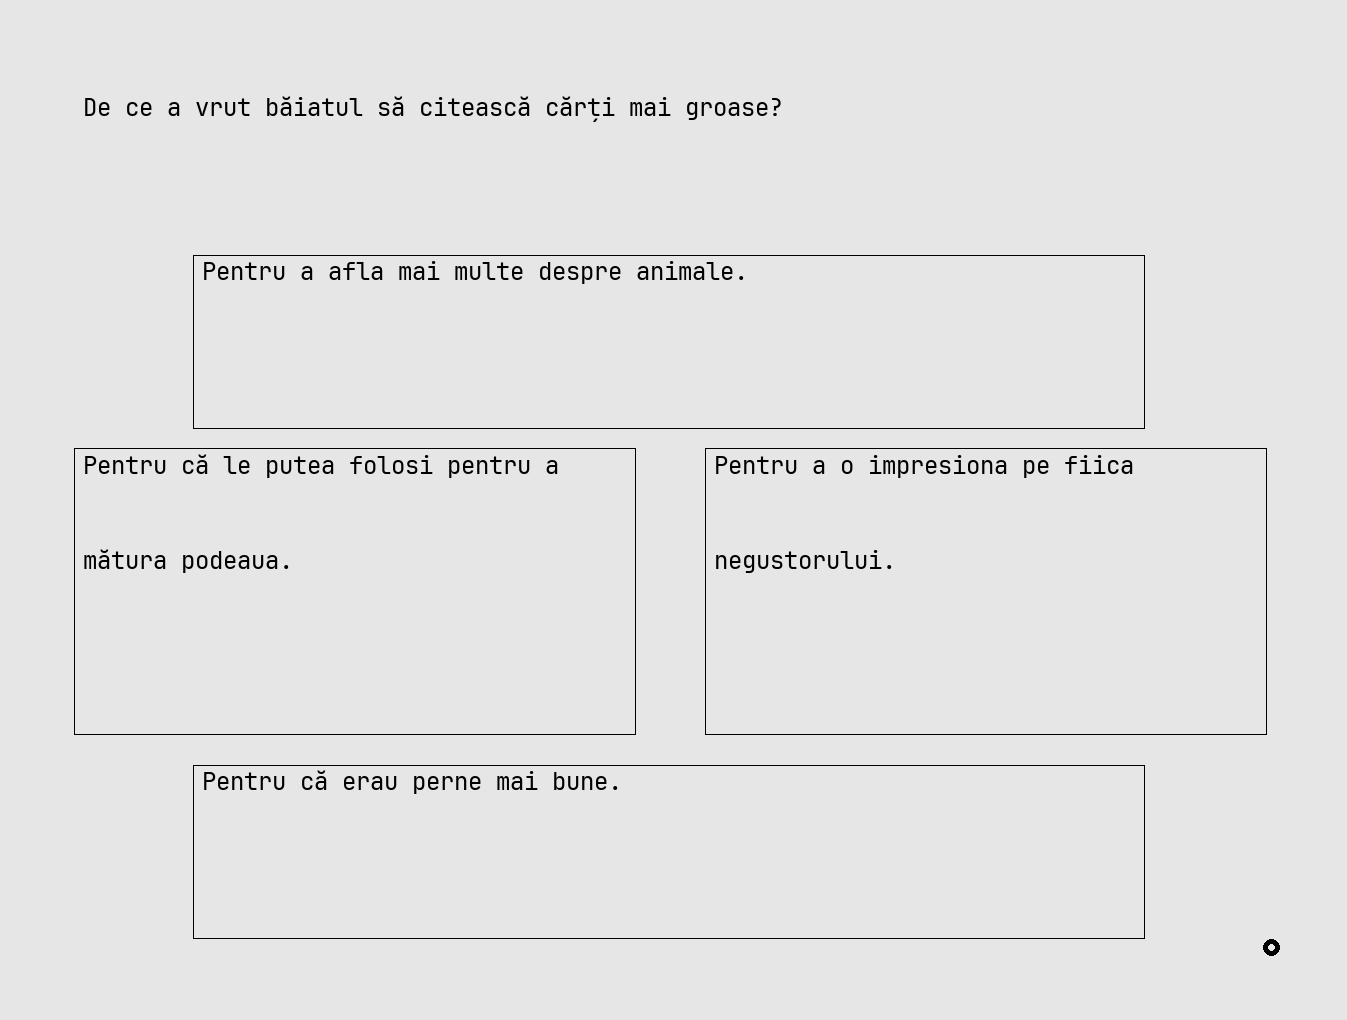 De ce a vrut băiatul să citească cărți mai groase?
Pentru a afla mai multe despre animale.
Pentru că le putea folosi pentru a
mătura podeaua.
Pentru a o impresiona pe fiica
negustorului.
Pentru că erau perne mai bune.